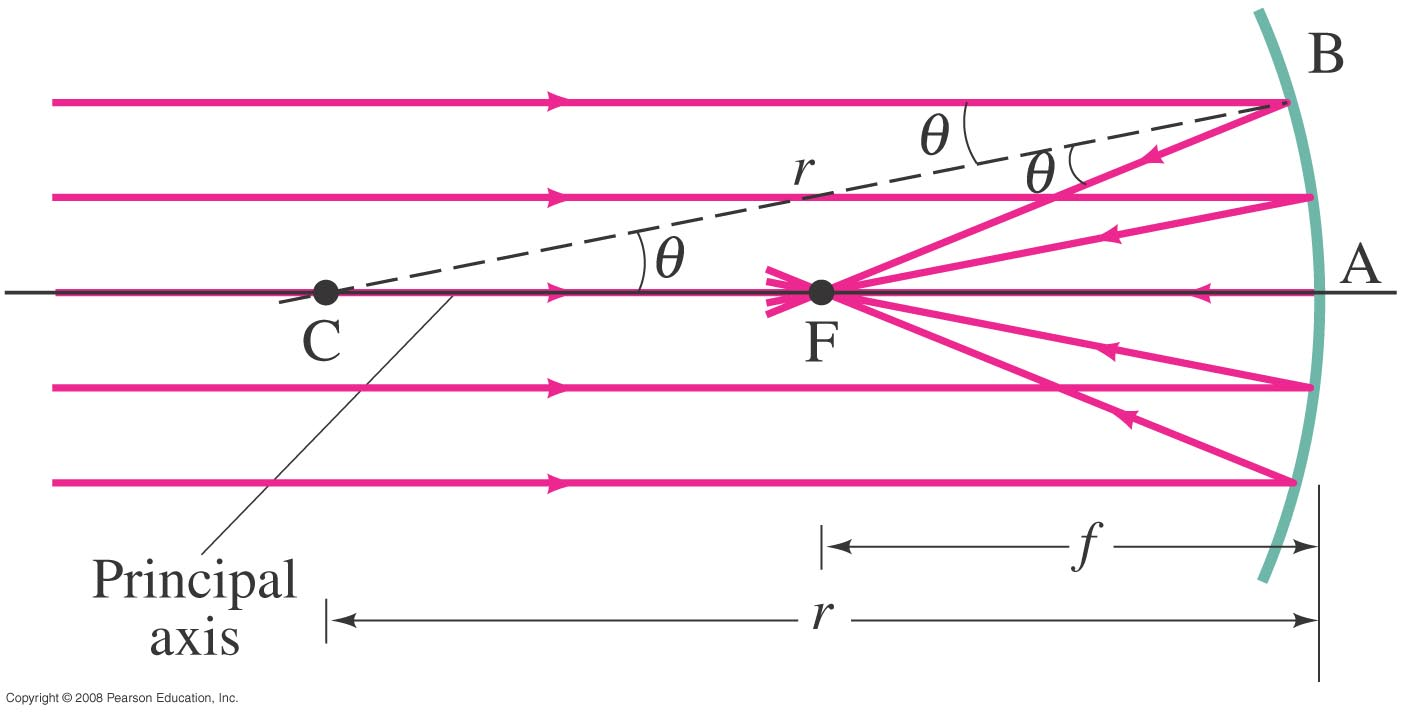 B
θ
r
θ
θ
A
C
F
f
Principal
axis
r
Copyright © 2008 Pearson Education, Inc.